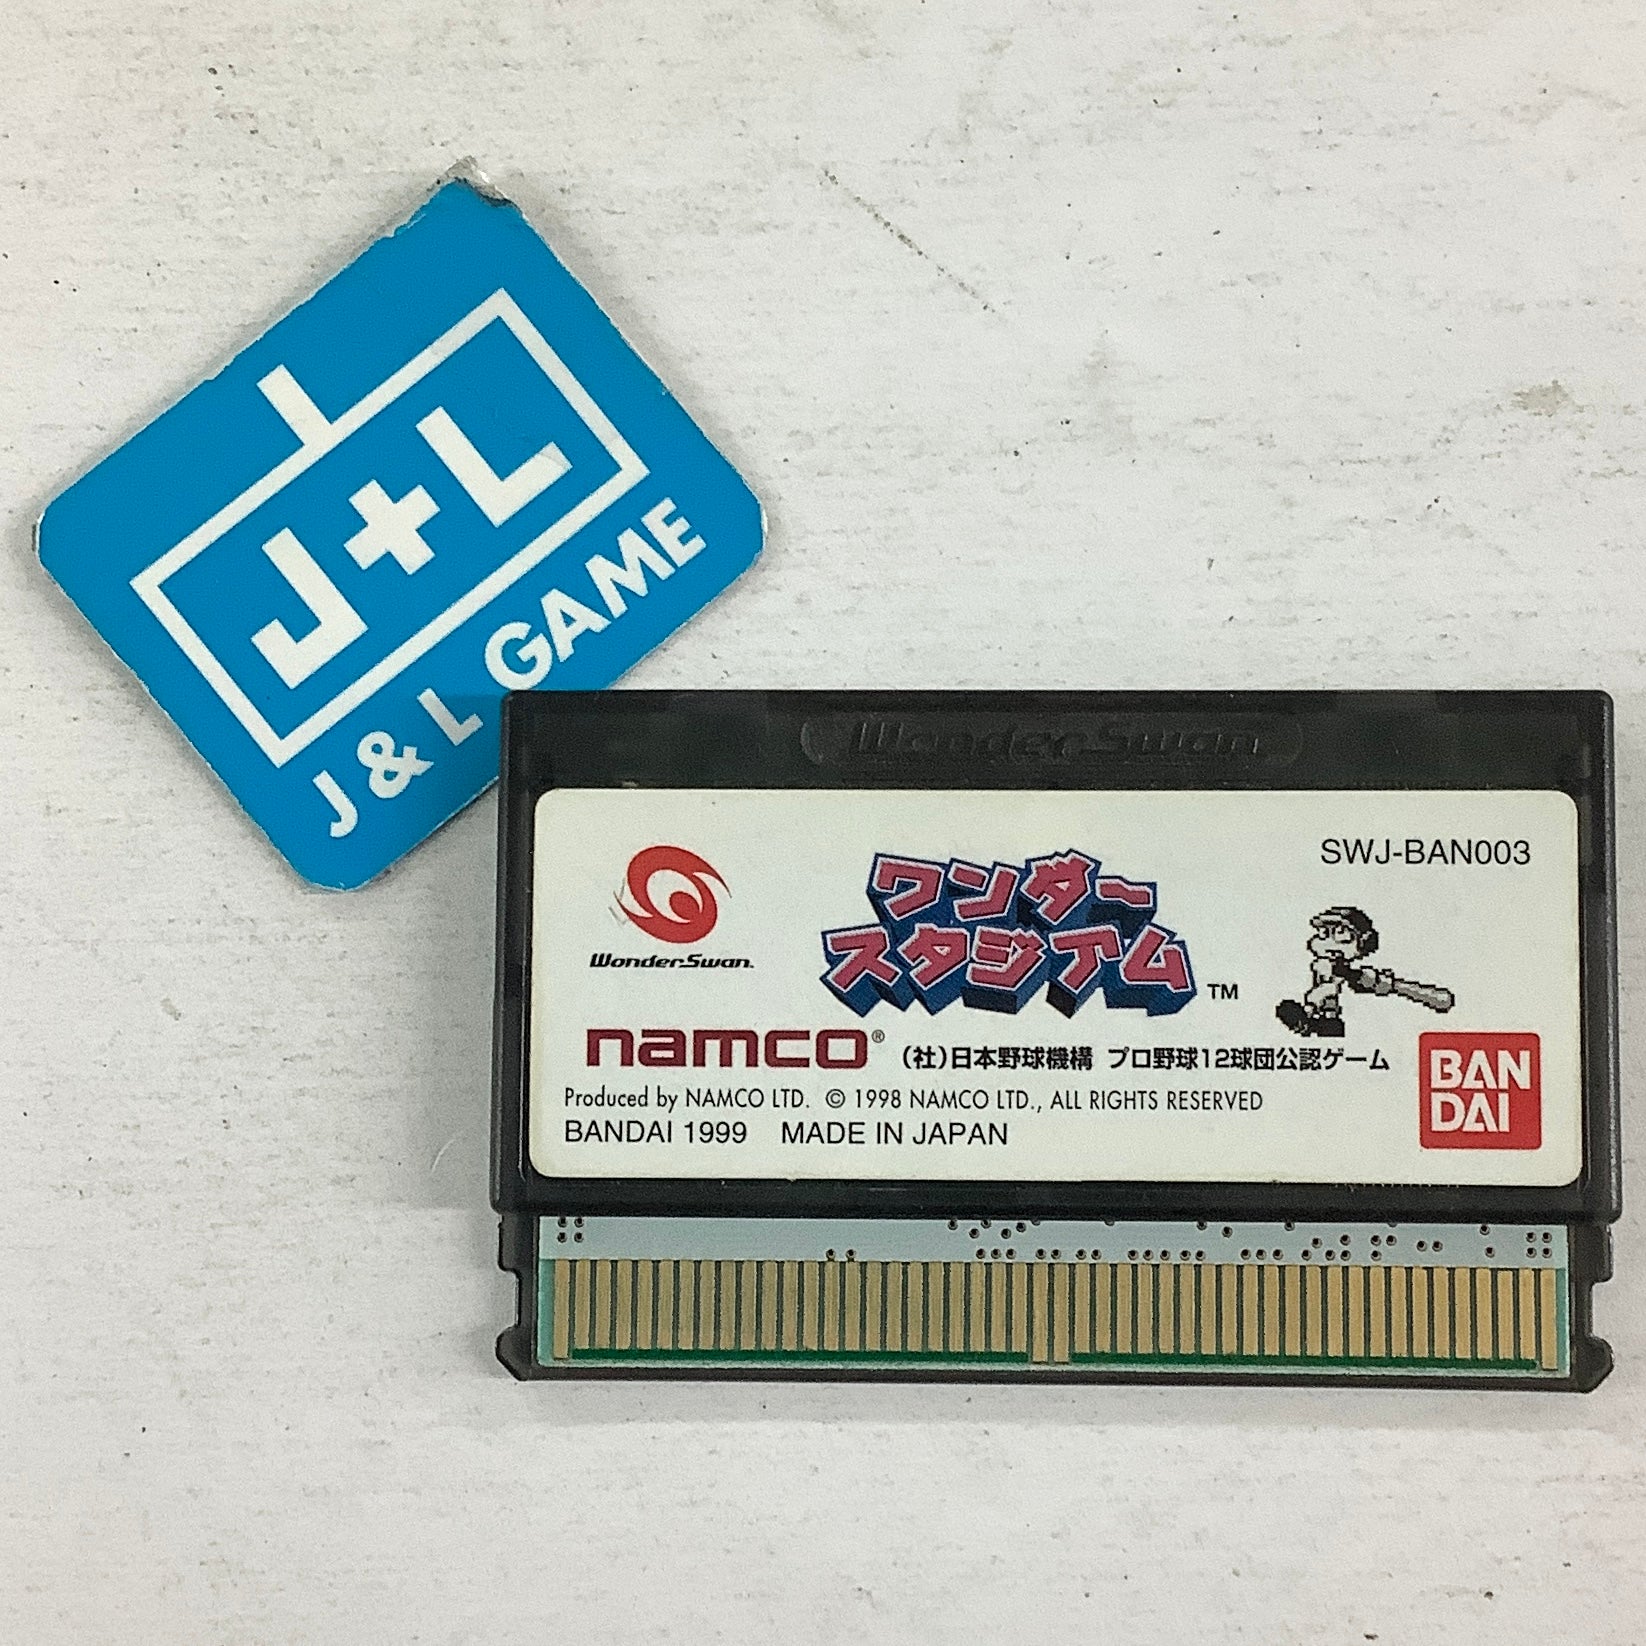 J+L
J & L GAME
WonderSwan
SWJ-BAN003
ワンダー
スタジアム™
WonderSwan.
namco®
(社)日本野球機構 プロ野球12球団公認ゲーム
Produced by NAMCO LTD. © 1998 NAMCO LTD., ALL RIGHTS RESERVED
BANDAI 1999 MADE IN JAPAN
BAN
DAI